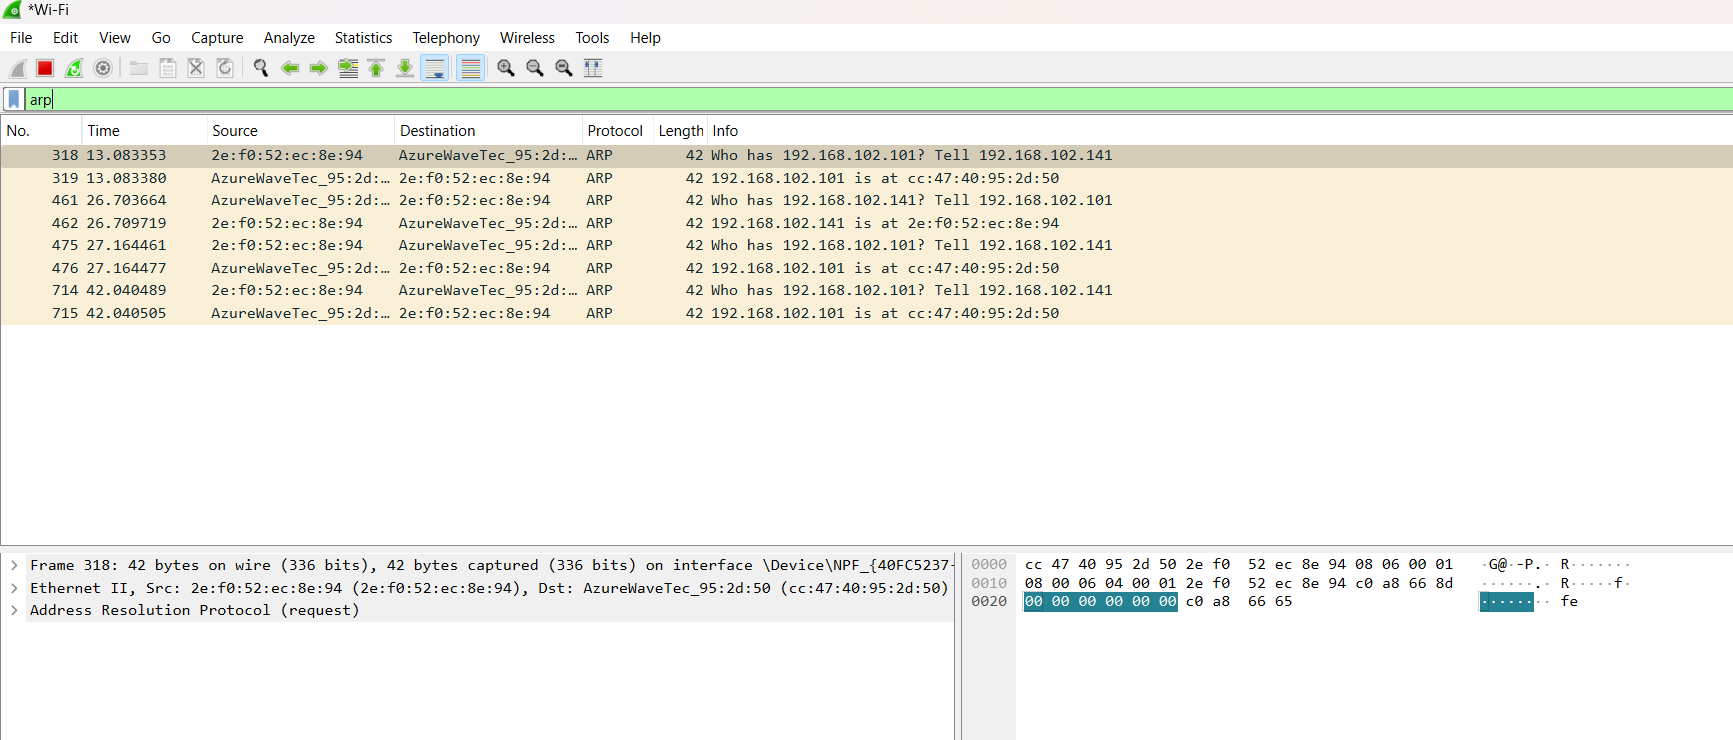 *Wi-Fi
File Edit View Go Capture Analyze Statistics Telephony Wireless Tools Help
arp
No. Time Source Destination Protocol Length Info
318 13.083353 2e:f0:52:ec:8e:94 AzureWaveTec_95:2d:… ARP 42 Who has 192.168.102.101? Tell 192.168.102.141
319 13.083380 AzureWaveTec_95:2d:… 2e:f0:52:ec:8e:94 ARP 42 192.168.102.101 is at cc:47:40:95:2d:50
461 26.703664 AzureWaveTec_95:2d:… 2e:f0:52:ec:8e:94 ARP 42 Who has 192.168.102.141? Tell 192.168.102.101
462 26.709719 2e:f0:52:ec:8e:94 AzureWaveTec_95:2d:… ARP 42 192.168.102.141 is at 2e:f0:52:ec:8e:94
475 27.164461 2e:f0:52:ec:8e:94 AzureWaveTec_95:2d:… ARP 42 Who has 192.168.102.101? Tell 192.168.102.141
476 27.164477 AzureWaveTec_95:2d:… 2e:f0:52:ec:8e:94 ARP 42 192.168.102.101 is at cc:47:40:95:2d:50
714 42.040489 2e:f0:52:ec:8e:94 AzureWaveTec_95:2d:… ARP 42 Who has 192.168.102.101? Tell 192.168.102.141
715 42.040505 AzureWaveTec_95:2d:… 2e:f0:52:ec:8e:94 ARP 42 192.168.102.101 is at cc:47:40:95:2d:50
Frame 318: 42 bytes on wire (336 bits), 42 bytes captured (336 bits) on interface \Device\NPF_{40FC5237-
Ethernet II, Src: 2e:f0:52:ec:8e:94 (2e:f0:52:ec:8e:94), Dst: AzureWaveTec_95:2d:50 (cc:47:40:95:2d:50)
Address Resolution Protocol (request)
0000 cc 47 40 95 2d 50 2e f0 52 ec 8e 94 08 06 00 01 ·G@·-P.· R·······
0010 08 00 06 04 00 01 2e f0 52 ec 8e 94 c0 a8 66 8d ······.· R·····f·
0020 00 00 00 00 00 00 c0 a8 66 65 ········ fe